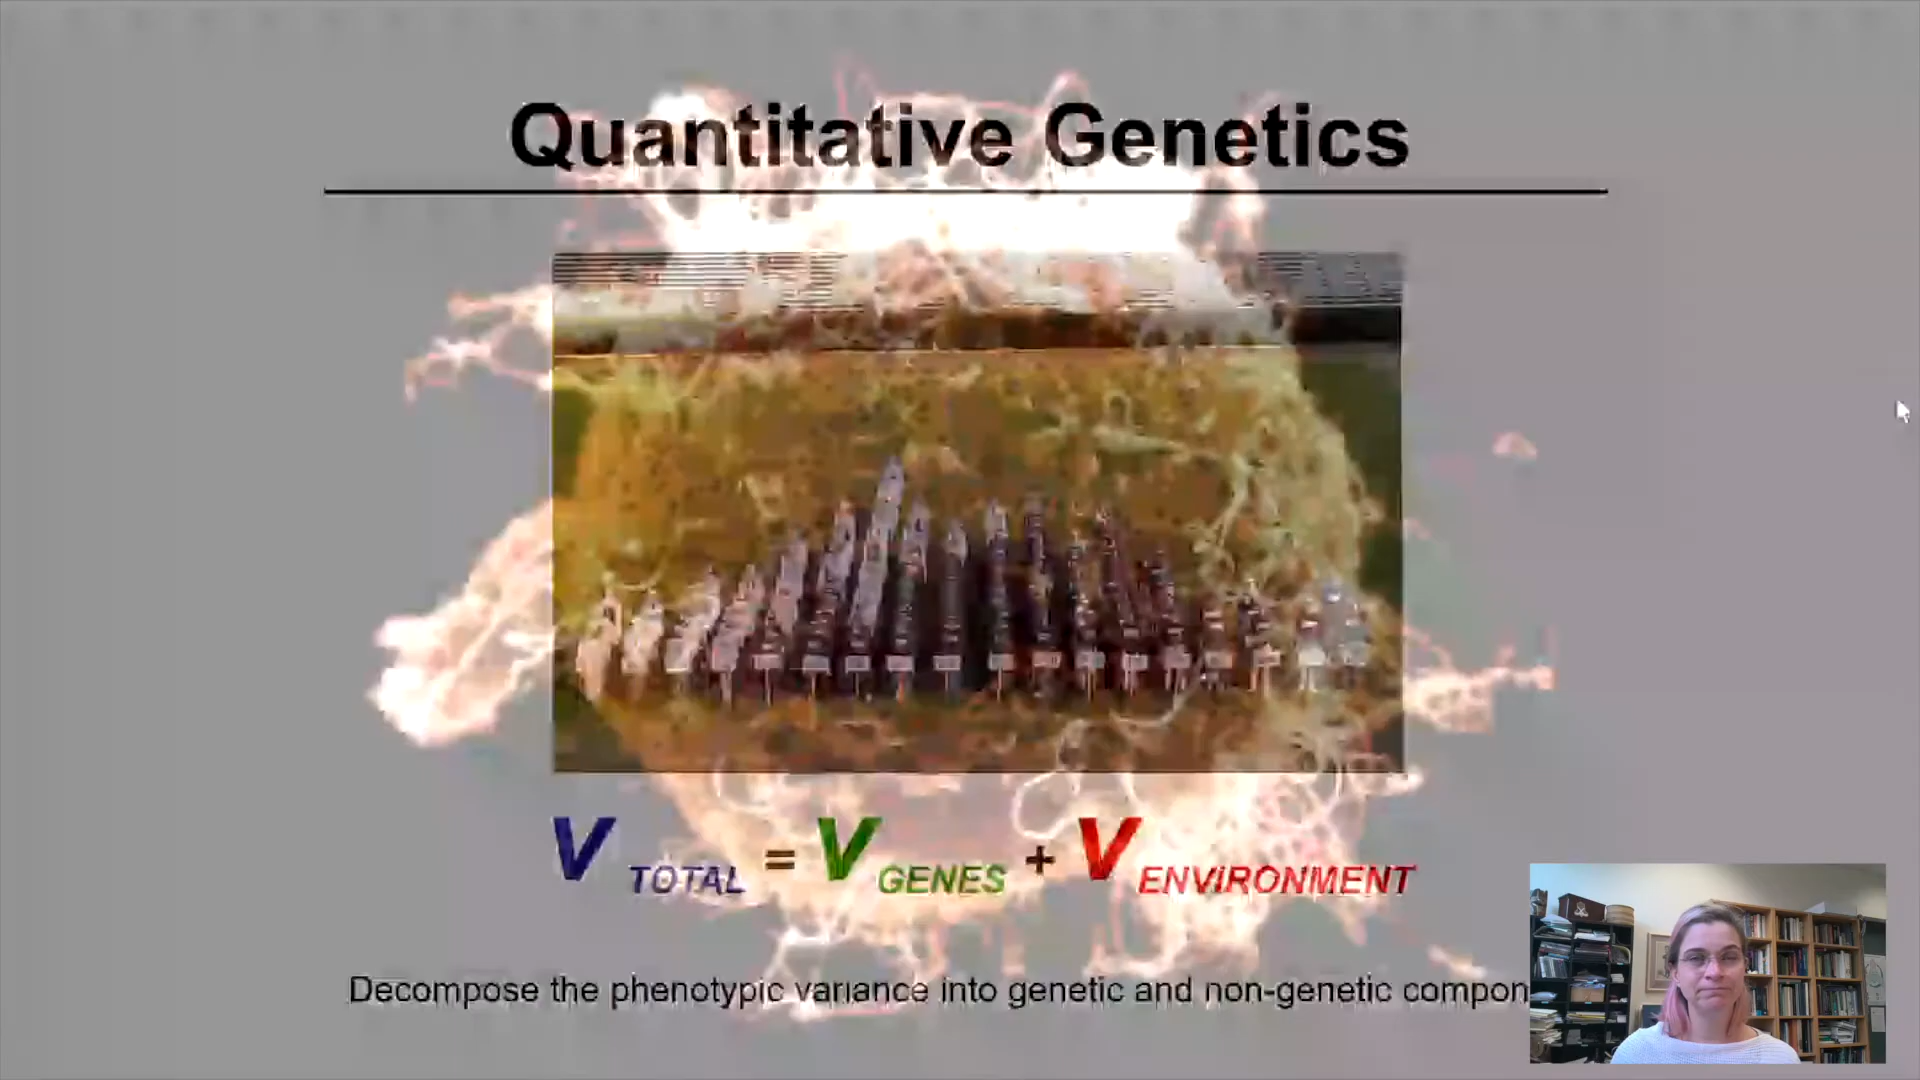 Quantitative Genetics
V TOTAL = V GENES + V ENVIRONMENT
Decompose the phenotypic variance into genetic and non-genetic compon